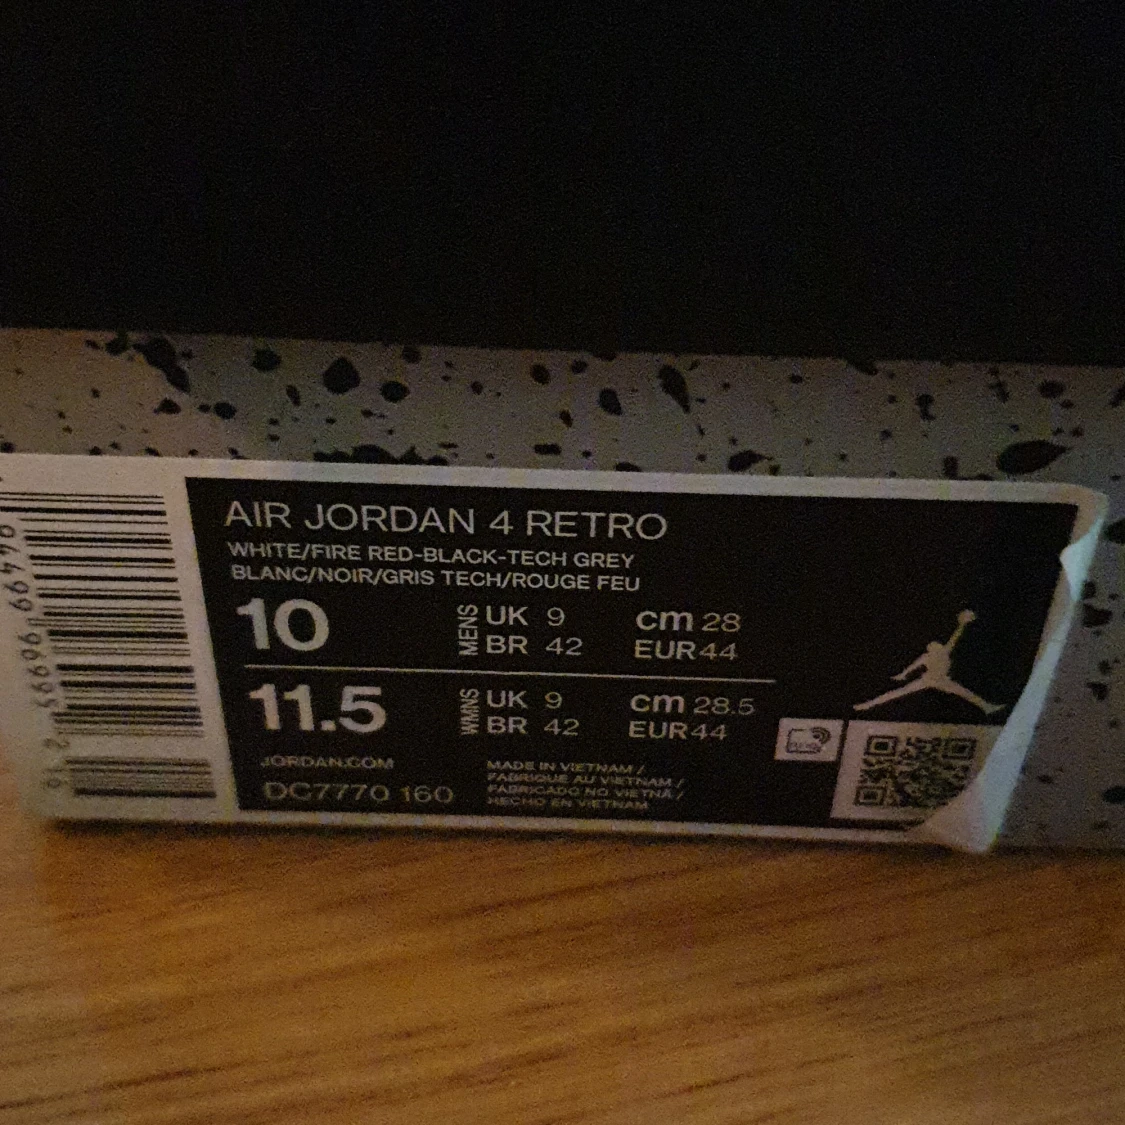 AIR JORDAN 4 RETRO
WHITE/FIRE RED-BLACK-TECH GREY
BLANC/NOIR/GRIS TECH/ROUGE FEU
10 MENS UK 9 cm 28
BR 42 EUR 44
11.5 WMNS UK 9 cm 28.5
BR 42 EUR 44
JORDAN.COM
DC7770 160
MADE IN VIETNAM /
FABRIQUE AU VIETNAM /
FABRICADO NO VIETNÃ /
HECHO EN VIETNAM